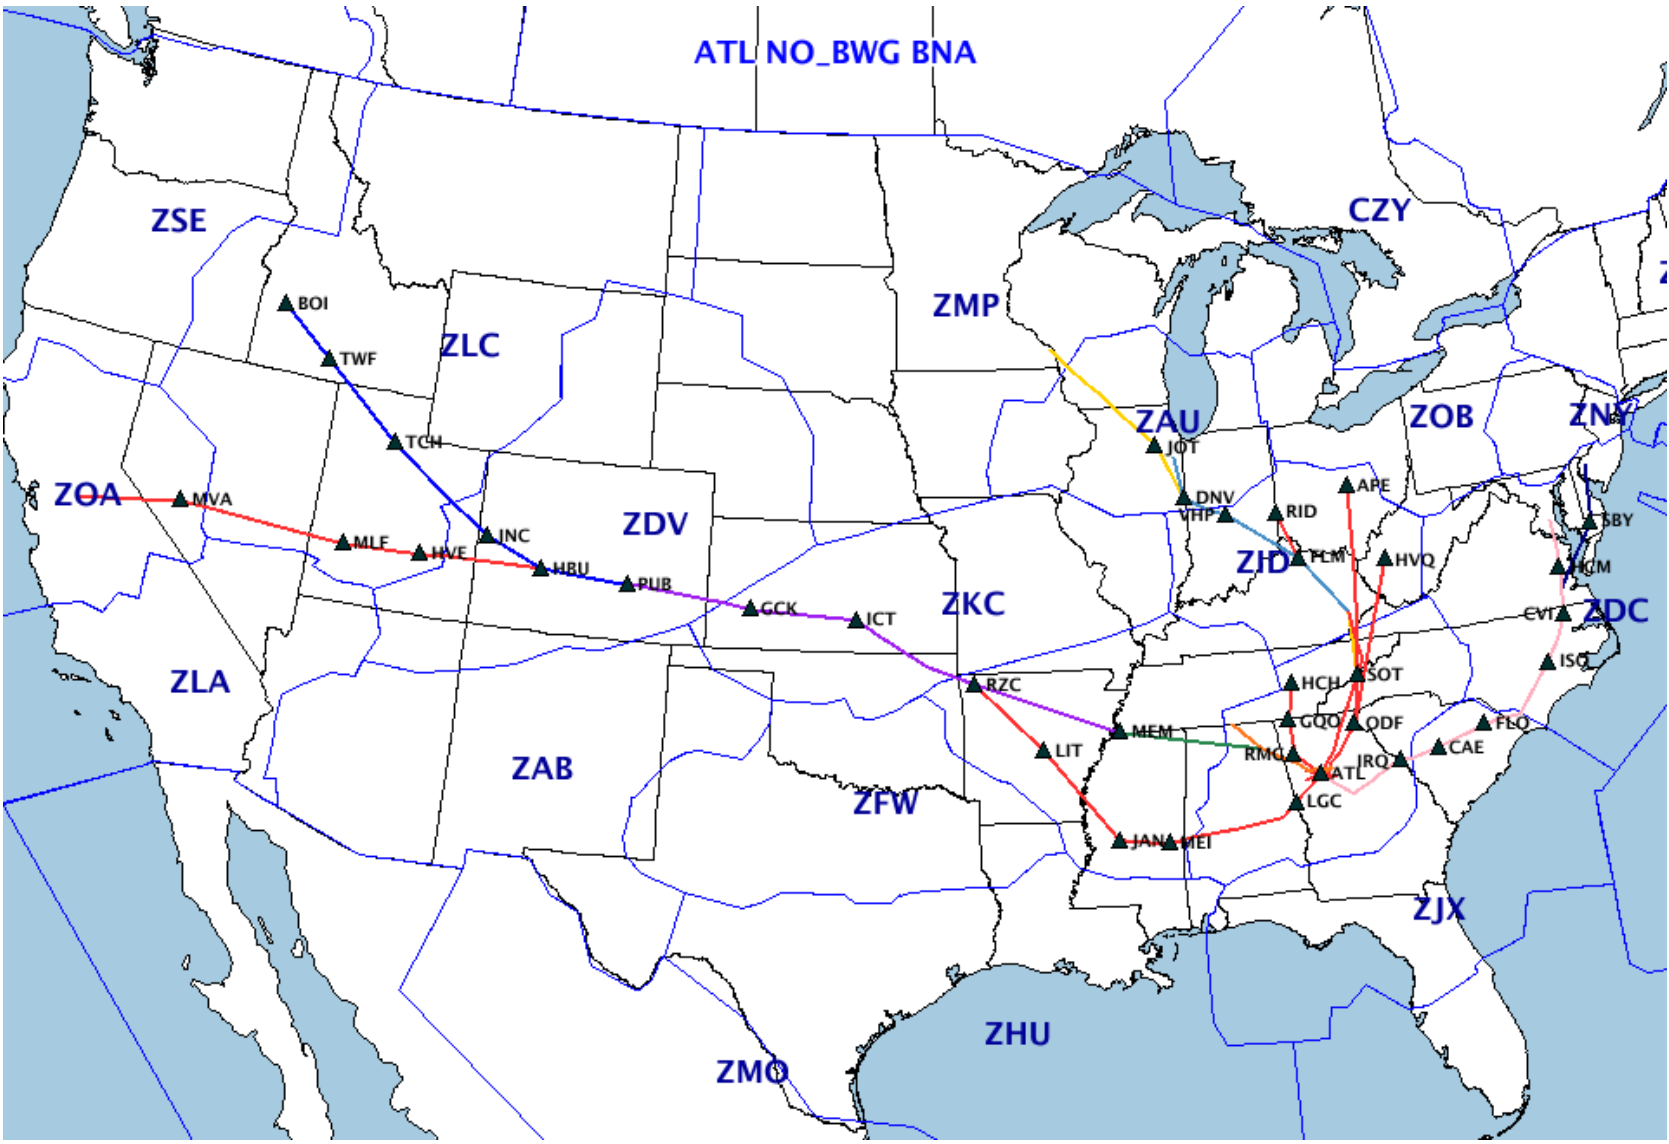 ATL NO_BWG BNA
ZSE
CZY
BOI
ZMP
ZLC
TWF
ZAU
ZOB
ZNY
TCH
JOT
ZOA
MVA
DNV
APE
VHP
RID
SBY
ZDV
MLF
HVE
INC
HBU
PUB
ZID
FLM
HVQ
HCM
GCK
ICT
ZKC
CVI
ZDC
ZLA
RZC
HCH
SOT
ISO
GQO
ODF
FLO
MEM
LIT
RMG
ATL
IRQ
CAE
ZAB
ZFW
LGC
JAN
MEI
ZJX
ZHU
ZMO
Z